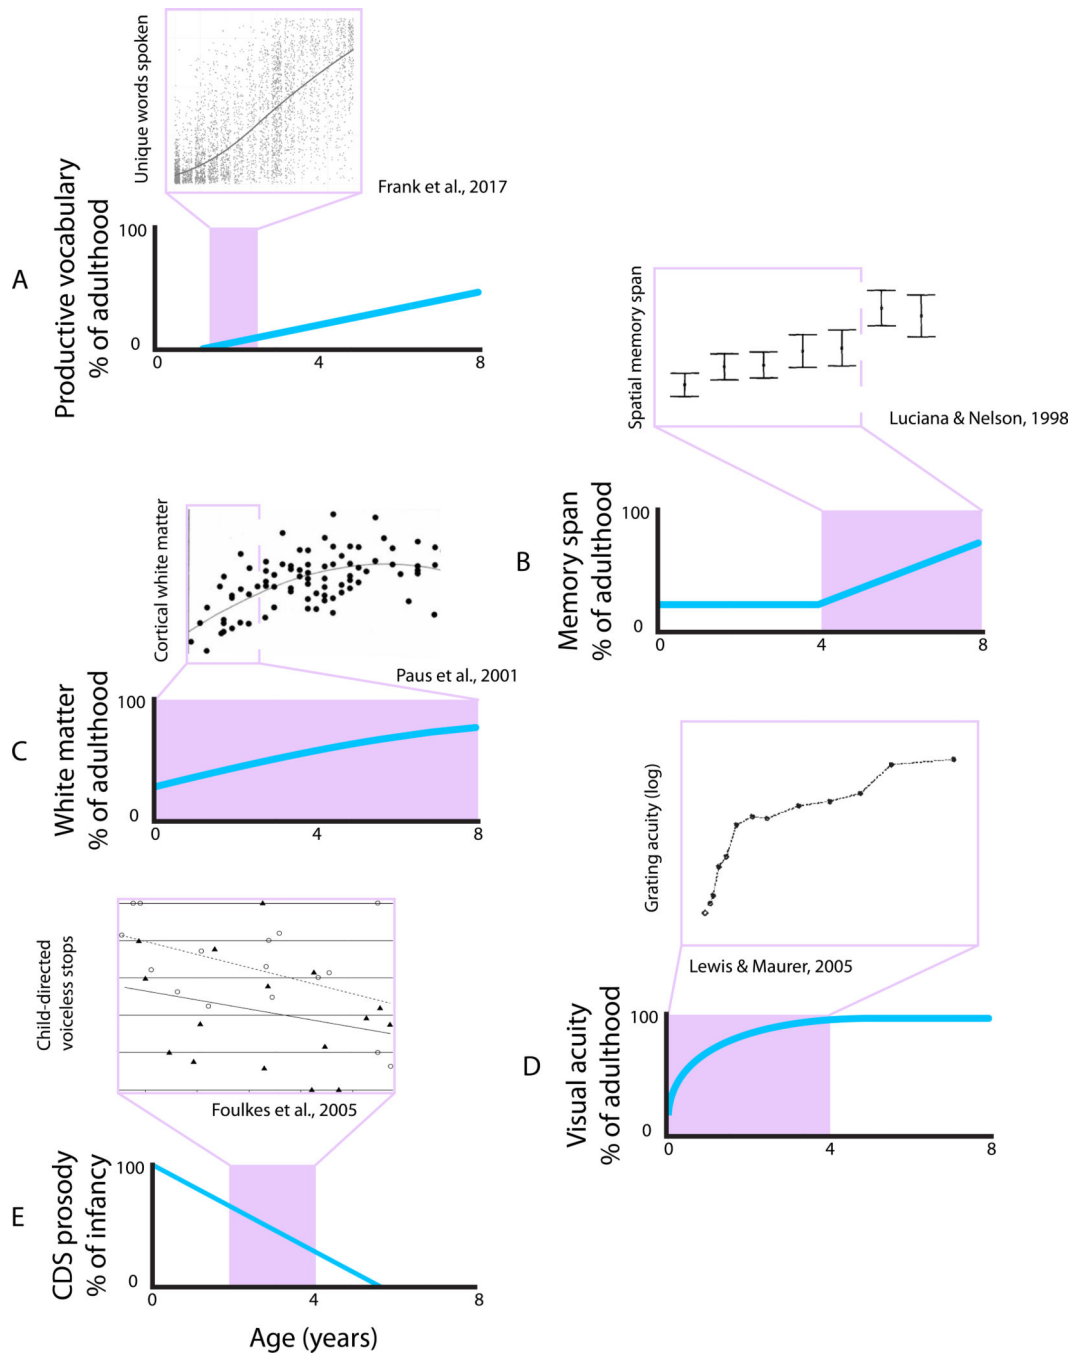 Unique words spoken
Frank et al., 2017
A
Productive vocabulary
% of adulthood
100
0
0
4
8
Spatial memory span
Luciana & Nelson, 1998
B
Memory span
% of adulthood
100
0
0
4
8
Cortical white matter
Paus et al., 2001
C
White matter
% of adulthood
100
0
0
4
8
Grating acuity (log)
Lewis & Maurer, 2005
D
Visual acuity
% of adulthood
100
0
0
4
8
Child-directed
voiceless stops
Foulkes et al., 2005
E
CDS prosody
% of infancy
100
0
0
4
8
Age (years)